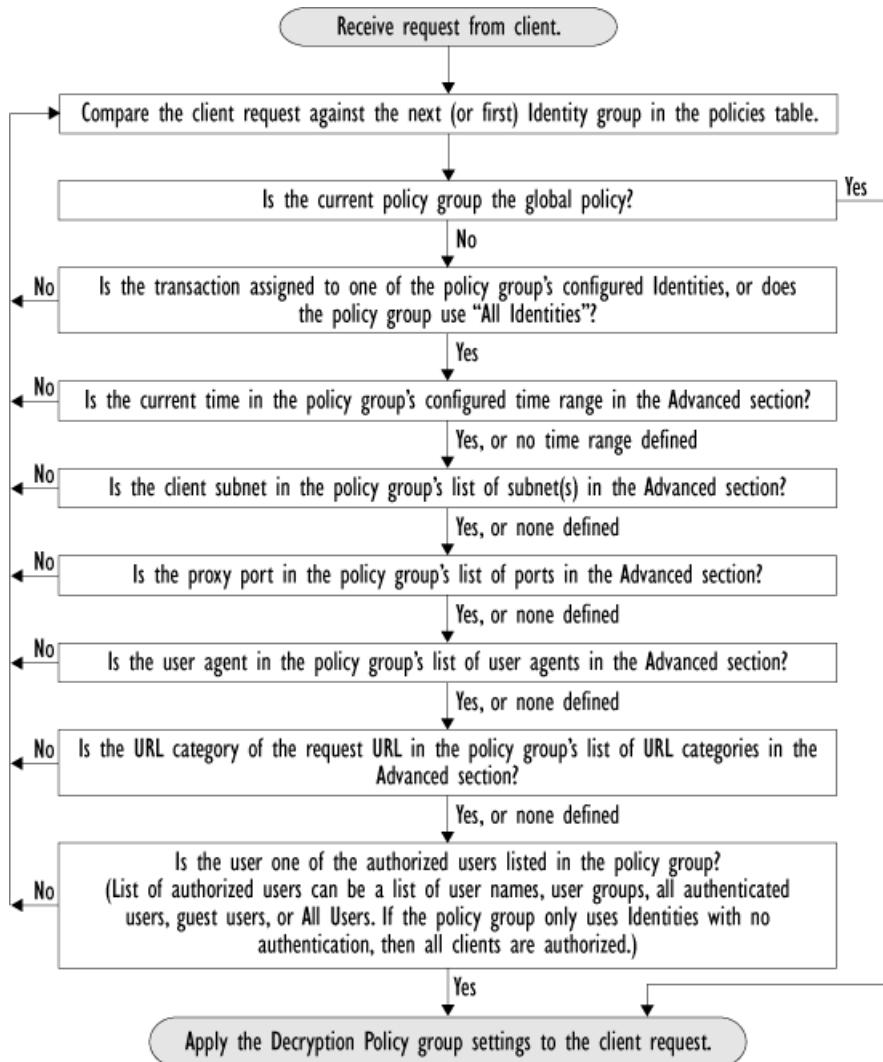 Receive request from client.
Compare the client request against the next (or first) Identity group in the policies table.
Yes
Is the current policy group the global policy?
No
No
Is the transaction assigned to one of the policy group's configured Identities, or does
the policy group use “All Identities”?
Yes
No
Is the current time in the policy group's configured time range in the Advanced section?
Yes, or no time range defined
No
Is the client subnet in the policy group's list of subnet(s) in the Advanced section?
Yes, or none defined
No
Is the proxy port in the policy group's list of ports in the Advanced section?
Yes, or none defined
No
Is the user agent in the policy group's list of user agents in the Advanced section?
Yes, or none defined
No
Is the URL category of the request URL in the policy group's list of URL categories in the
Advanced section?
Yes, or none defined
Is the user one of the authorized users listed in the policy group?
No
(List of authorized users can be a list of user names, user groups, all authenticated
users, guest users, or All Users. If the policy group only uses Identities with no
authentication, then all clients are authorized.)
Yes
Apply the Decryption Policy group settings to the client request.